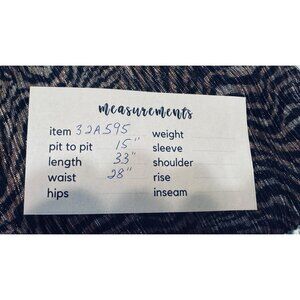 measurements
item 32A595 weight
pit to pit 15" sleeve
length 33" shoulder
waist 28" rise
hips inseam